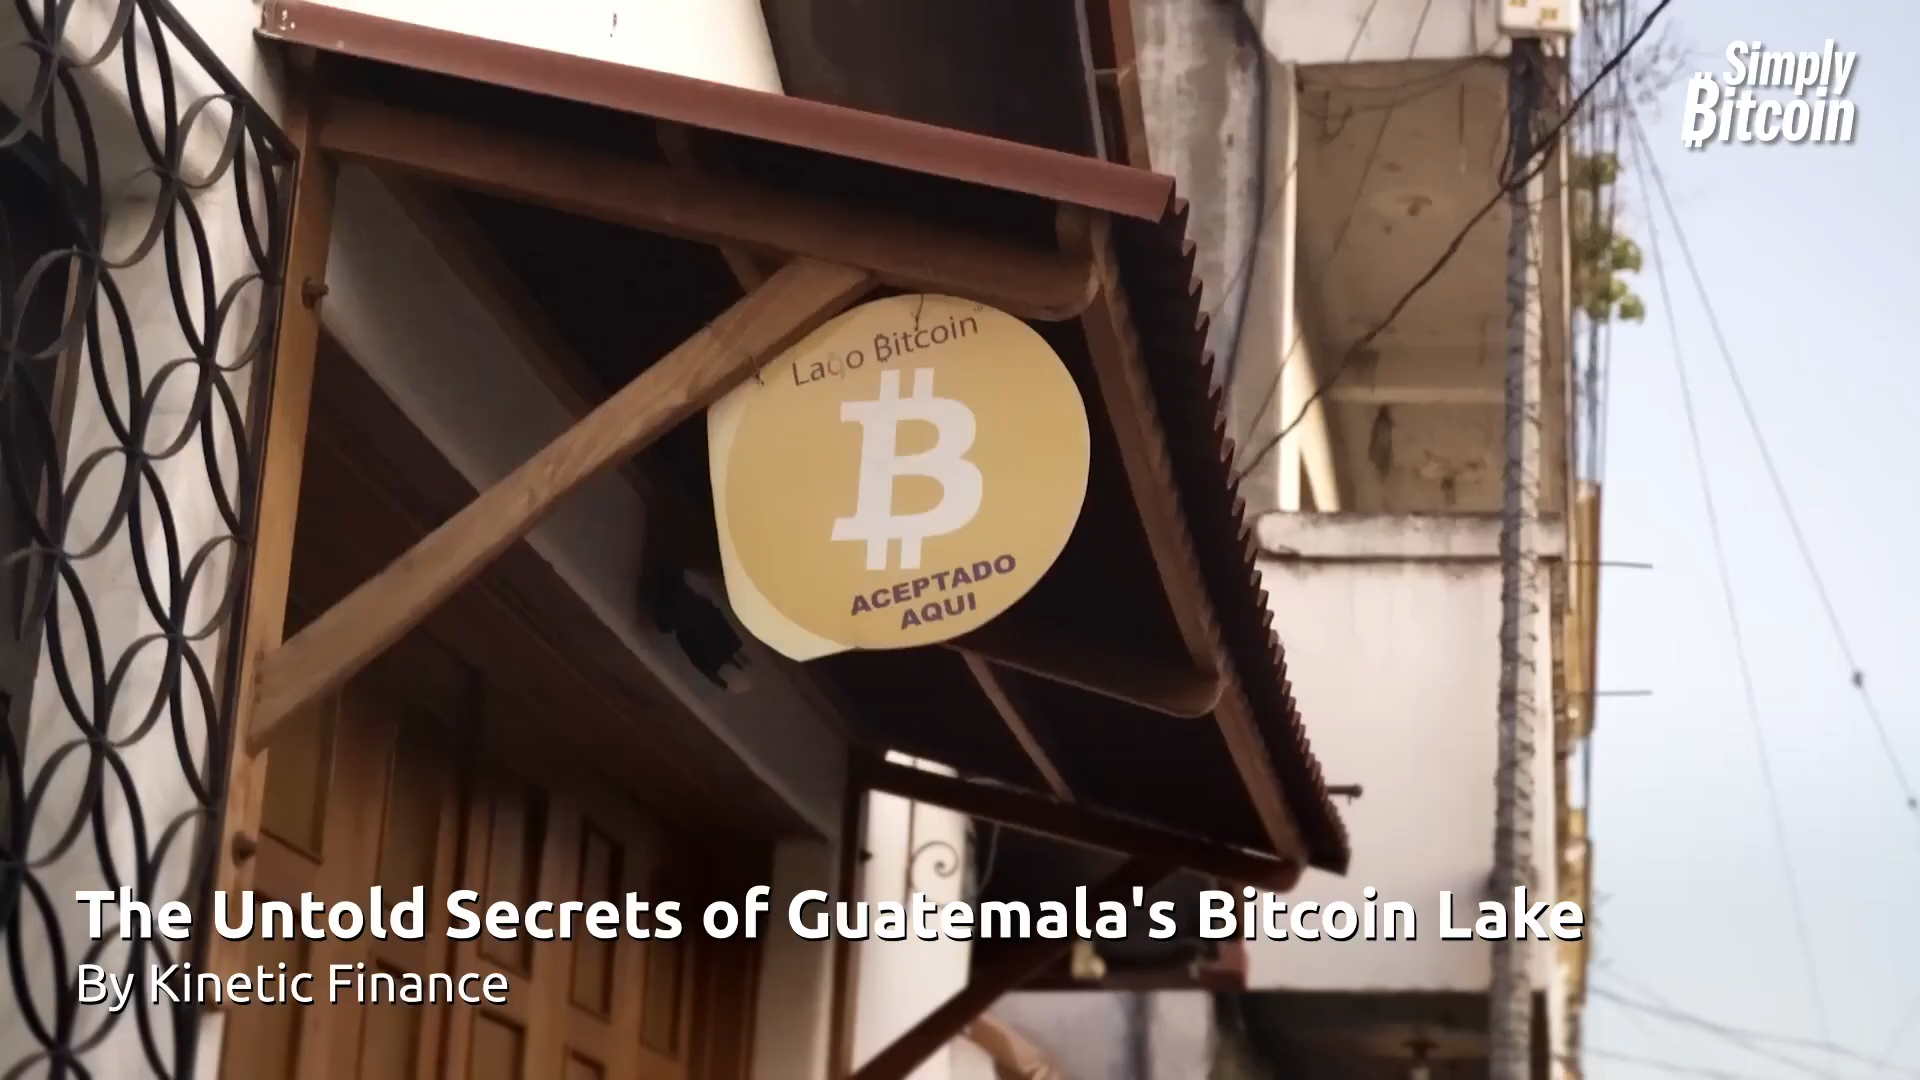 Simply
Bitcoin
Lago Bitcoin
ACEPTADO
AQUI
The Untold Secrets of Guatemala's Bitcoin Lake
By Kinetic Finance